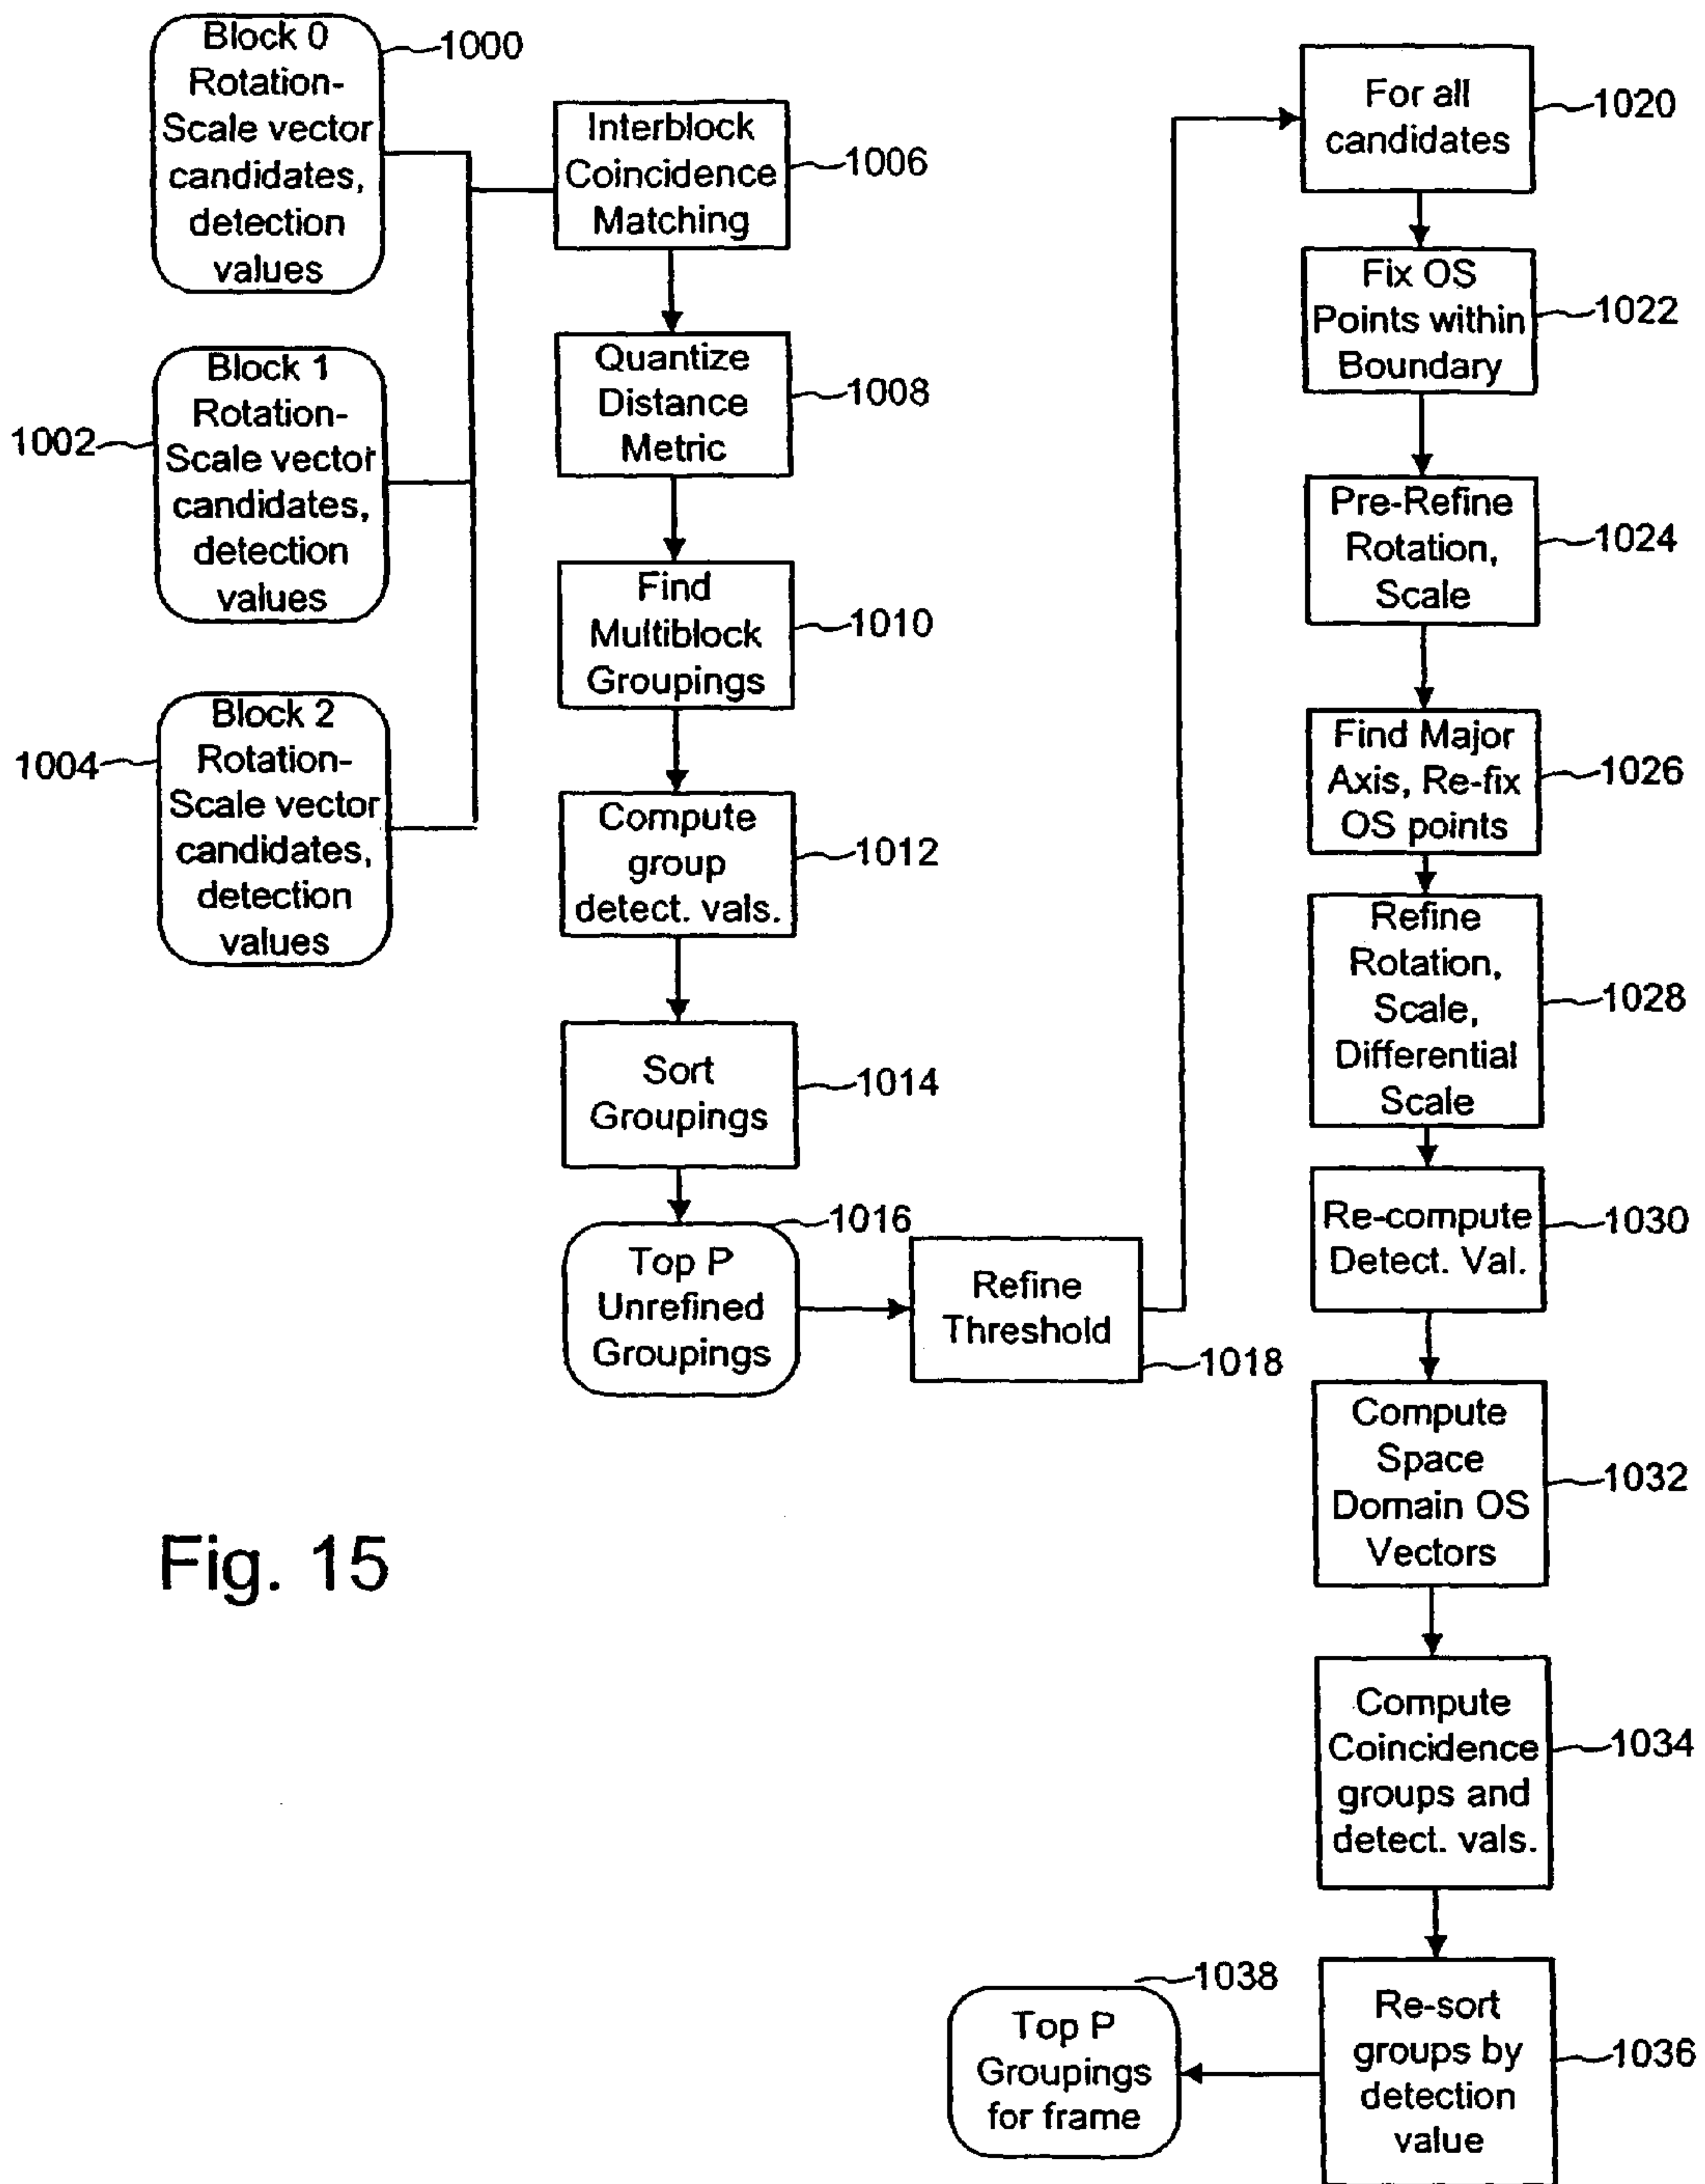 Block 0
Rotation-
Scale vector
candidates,
detection
values
1000
Block 1
Rotation-
Scale vector
candidates,
detection
values
1002
Block 2
Rotation-
Scale vector
candidates,
detection
values
1004
Interblock
Coincidence
Matching
1006
Quantize
Distance
Metric
1008
Find
Multiblock
Groupings
1010
Compute
group
detect. vals.
1012
Sort
Groupings
1014
Top P
Unrefined
Groupings
1016
Refine
Threshold
1018
For all
candidates
1020
Fix OS
Points within
Boundary
1022
Pre-Refine
Rotation,
Scale
1024
Find Major
Axis, Re-fix
OS points
1026
Refine
Rotation,
Scale,
Differential
Scale
1028
Re-compute
Detect. Val.
1030
Compute
Space
Domain OS
Vectors
1032
Compute
Coincidence
groups and
detect. vals.
1034
Re-sort
groups by
detection
value
1036
Top P
Groupings
for frame
1038
Fig. 15